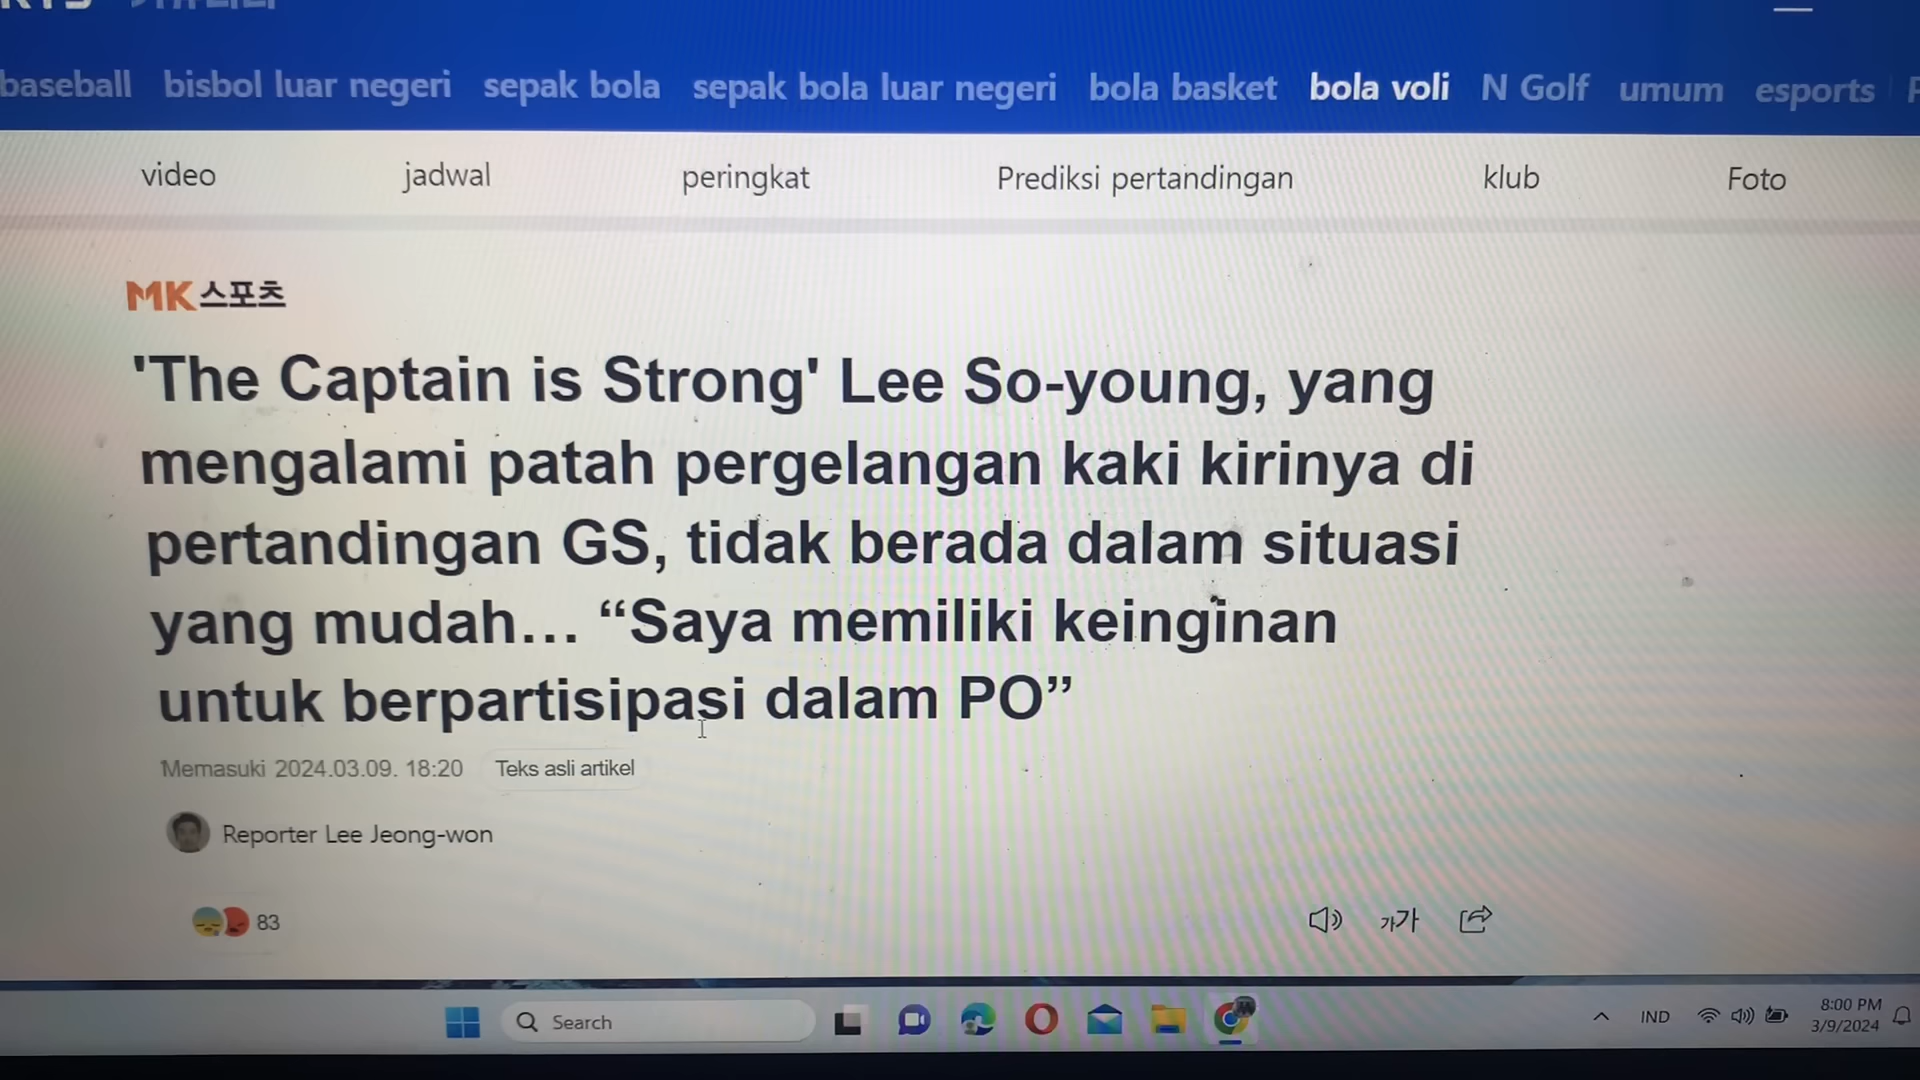 baseball bisbol luar negeri sepak bola sepak bola luar negeri bola basket bola voli N Golf umum esports
video jadwal peringkat Prediksi pertandingan klub Foto
MK스포츠
'The Captain is Strong' Lee So-young, yang
mengalami patah pergelangan kaki kirinya di
pertandingan GS, tidak berada dalam situasi
yang mudah... “Saya memiliki keinginan
untuk berpartisipasi dalam PO”
Memasuki 2024.03.09. 18:20 Teks asli artikel
Reporter Lee Jeong-won
83
가가
Search IND 8:00 PM
3/9/2024